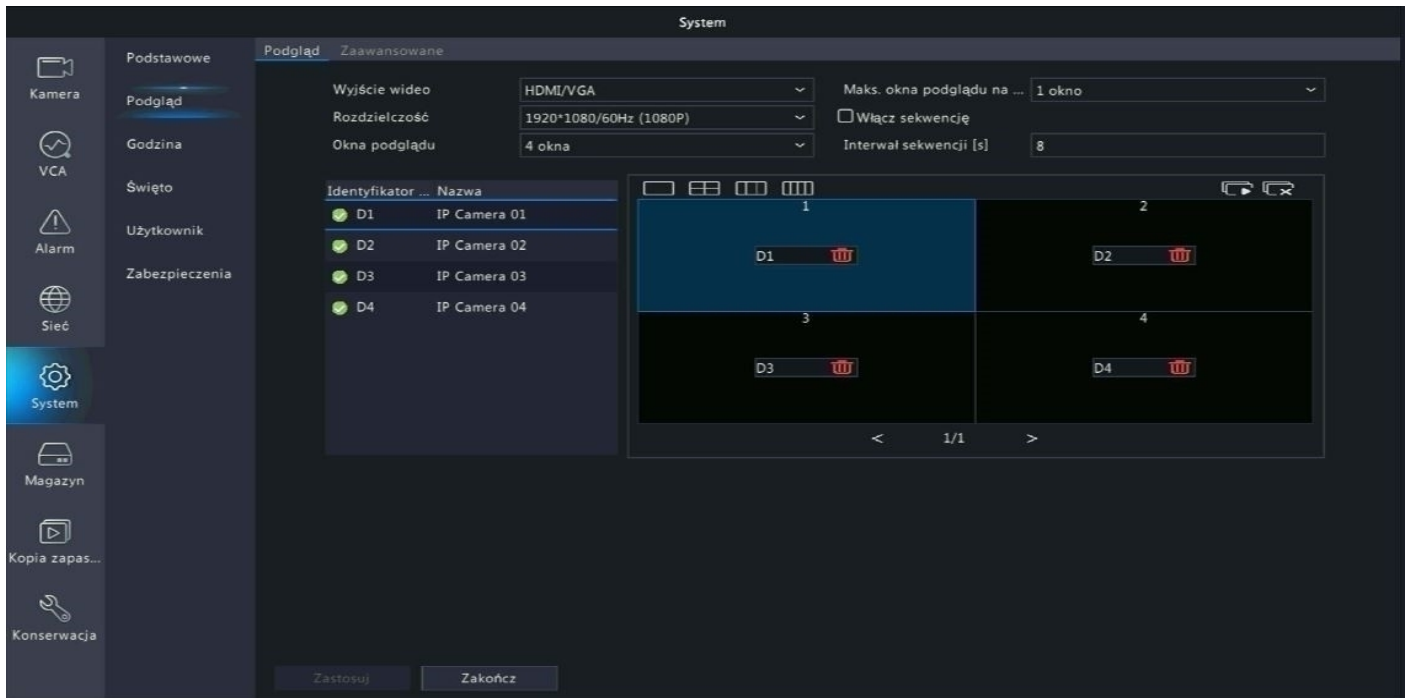 System
Kamera
VCA
Alarm
Sieć
System
Magazyn
Kopia zapas...
Konserwacja
Podstawowe
Podgląd
Godzina
Święto
Użytkownik
Zabezpieczenia
Podgląd Zaawansowane
Wyjście wideo HDMI/VGA Maks. okna podglądu na ... 1 okno
Rozdzielczość 1920*1080/60Hz (1080P) Włącz sekwencję
Okna podglądu 4 okna Interwał sekwencji [s] 8
Identyfikator ... Nazwa
D1 IP Camera 01
D2 IP Camera 02
D3 IP Camera 03
D4 IP Camera 04
1 2
D1 D2
3 4
D3 D4
< 1/1 >
Zastosuj Zakończ